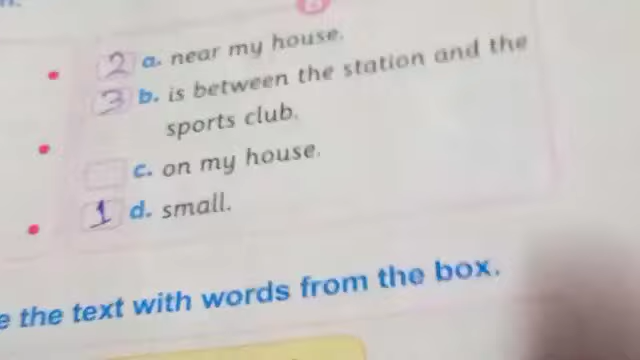 B
2 a. near my house.
3 b. is between the station and the
sports club.
c. on my house.
1 d. small.
the text with words from the box.